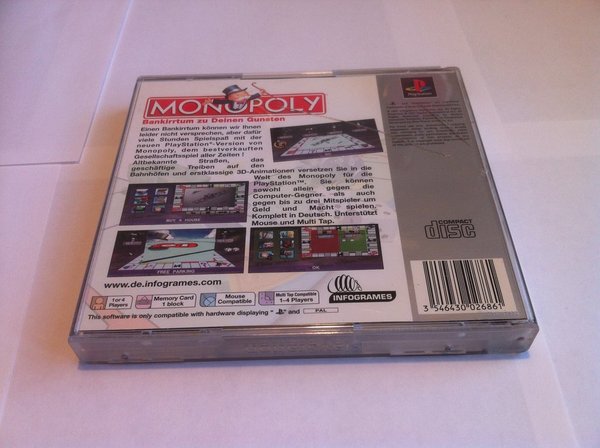 MONOPOLY
Bankirrtum zu Deinen Gunsten
Einen Bankirrtum können wir Ihnen
leider nicht versprechen, aber dafür
viele Stunden Spielspaß mit der
neuen PlayStation®-Version von
Monopoly, dem bestverkauften
Gesellschaftsspiel aller Zeiten !
Altbekannte Straßen, das
geschäftige Treiben auf den
Bahnhöfen und erstklassige 3D-Animationen versetzen Sie in die
Welt des Monopoly für die
PlayStation™. Sie können
sowohl allein gegen die
Computer-Gegner als auch
gegen bis zu drei Mitspieler um
Geld und Macht spielen.
Komplett in Deutsch. Unterstützt
Mouse und Multi Tap.
BUY A HOUSE
FREE PARKING
OK
www.de.infogrames.com
1 or 4
Players
Memory Card
1 block
Mouse
Compatible
Multi Tap Compatible
1–4 Players
INFOGRAMES
This software is only compatible with hardware displaying and PAL
PlayStation
COMPACT
disc
3 546430 026861